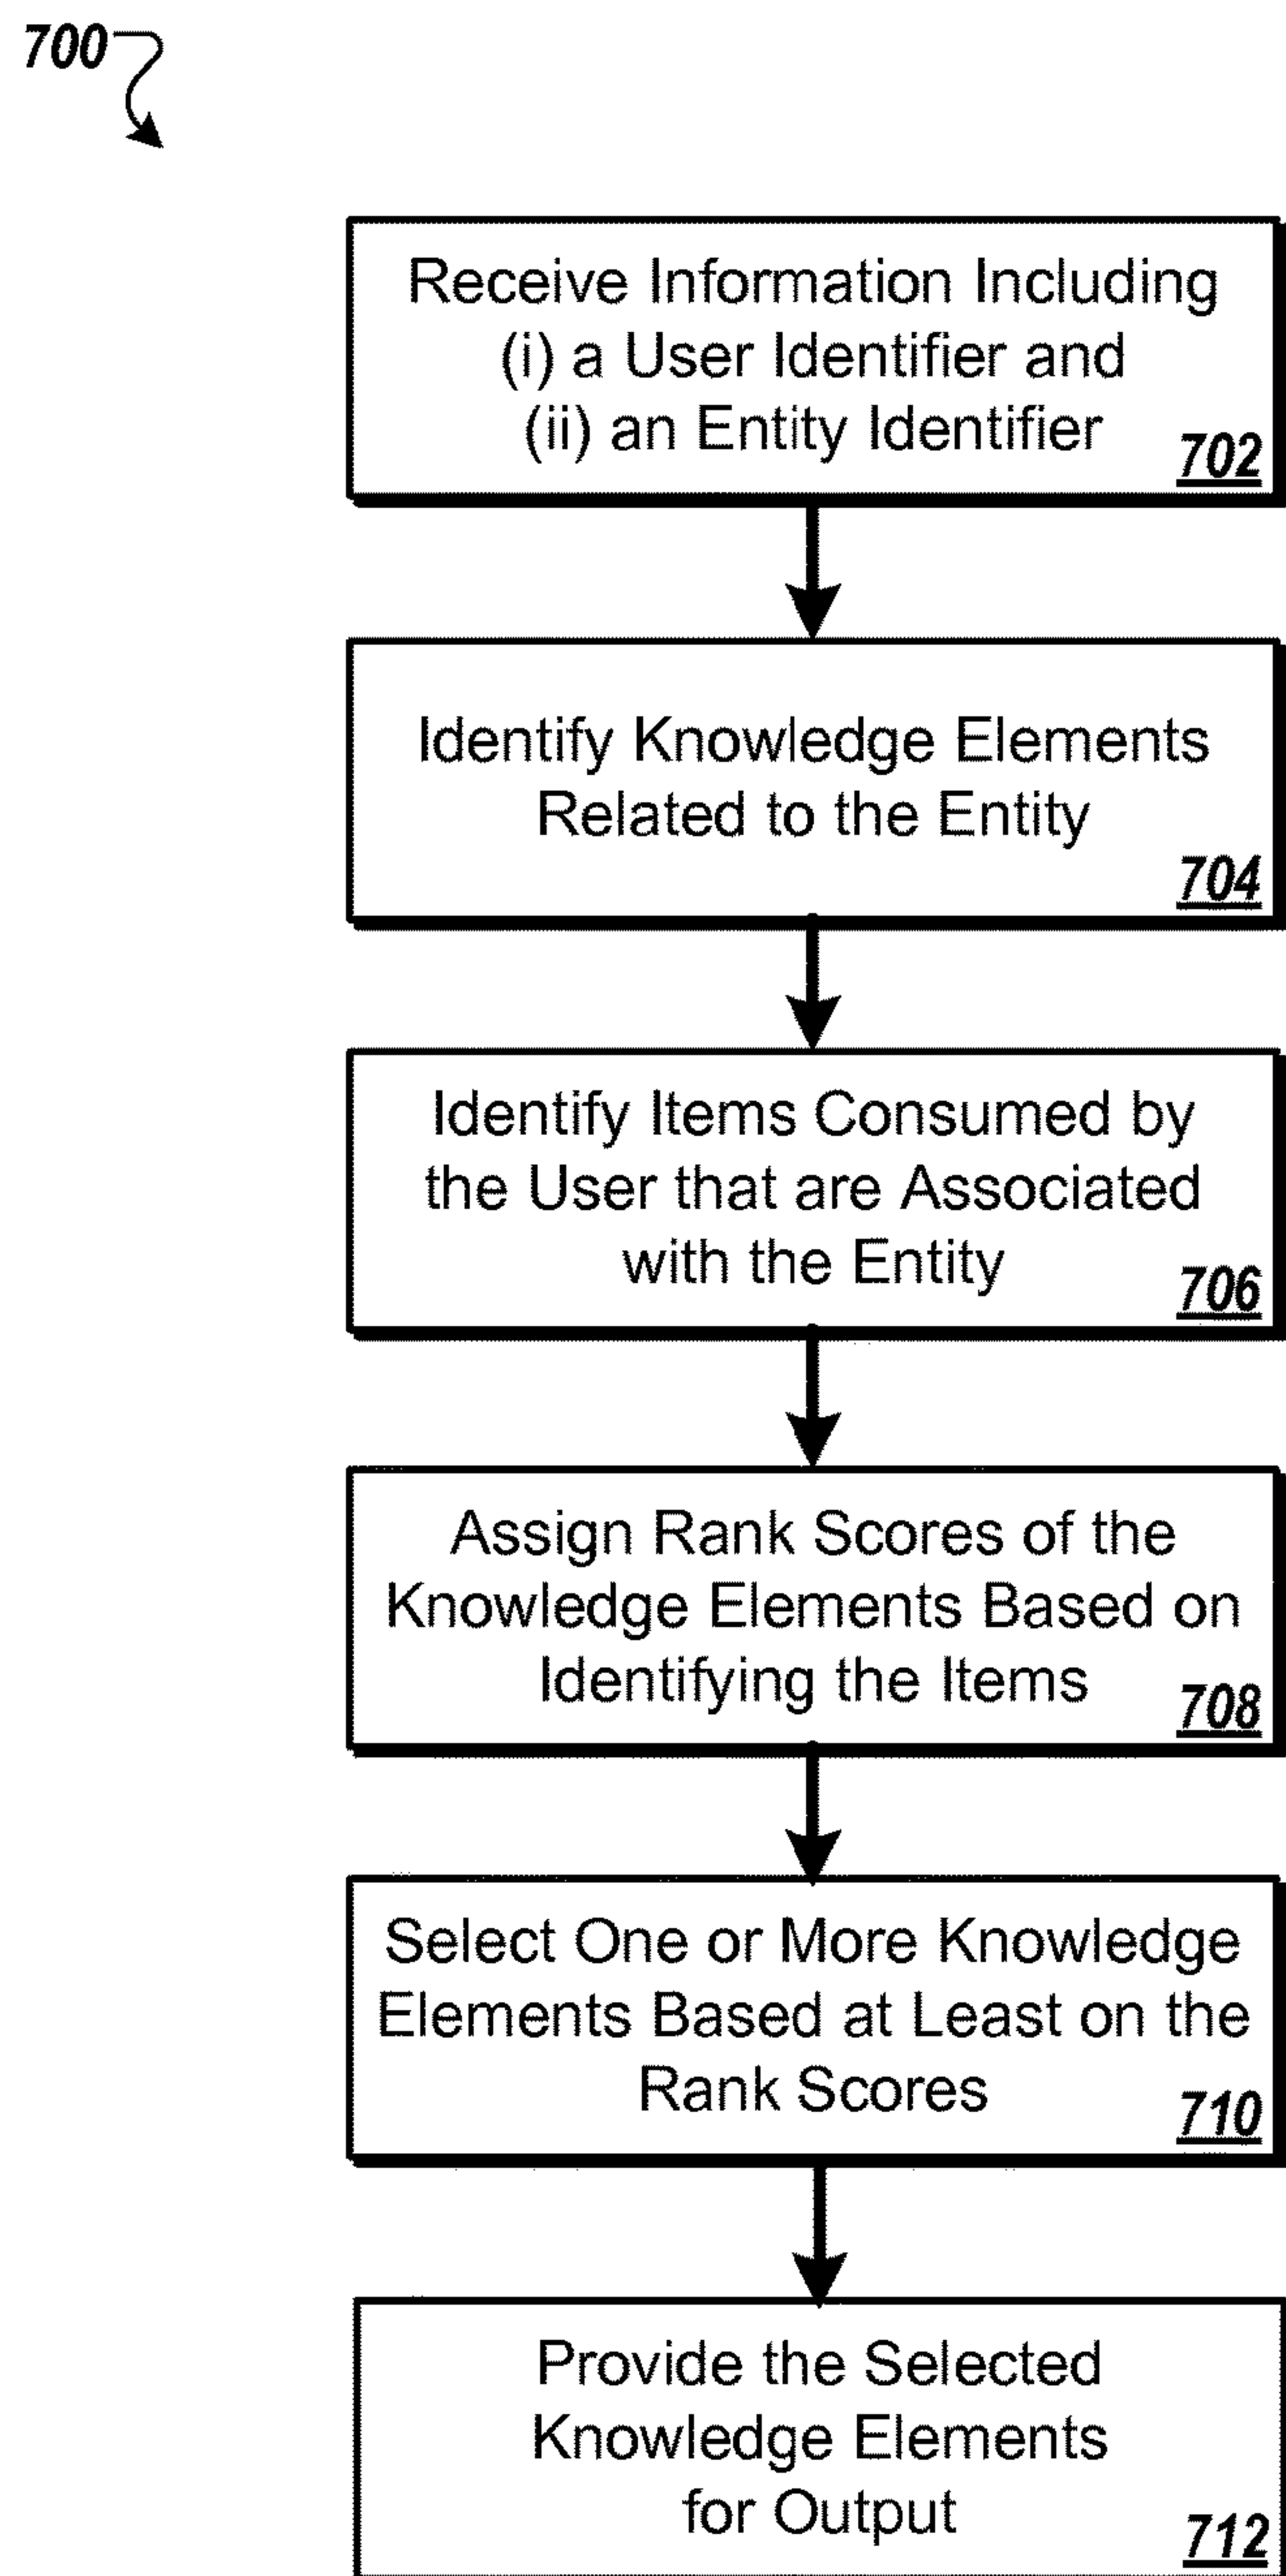 700
Receive Information Including
(i) a User Identifier and
(ii) an Entity Identifier
702
Identify Knowledge Elements
Related to the Entity
704
Identify Items Consumed by
the User that are Associated
with the Entity
706
Assign Rank Scores of the
Knowledge Elements Based on
Identifying the Items
708
Select One or More Knowledge
Elements Based at Least on the
Rank Scores
710
Provide the Selected
Knowledge Elements
for Output
712